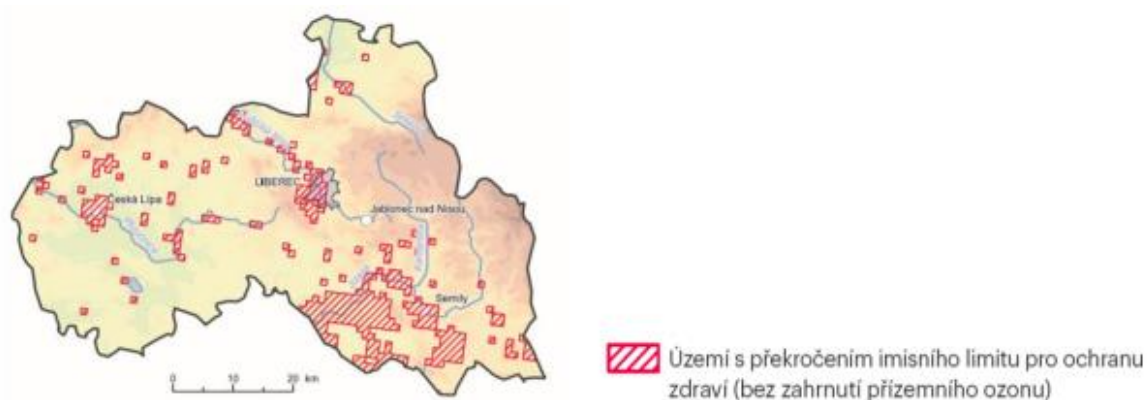 LIBEREC
Česká Lípa
Jablonec nad Nisou
Semily
0 10 20 km
Území s překročením imisního limitu pro ochranu
zdraví (bez zahrnutí přízemního ozonu)